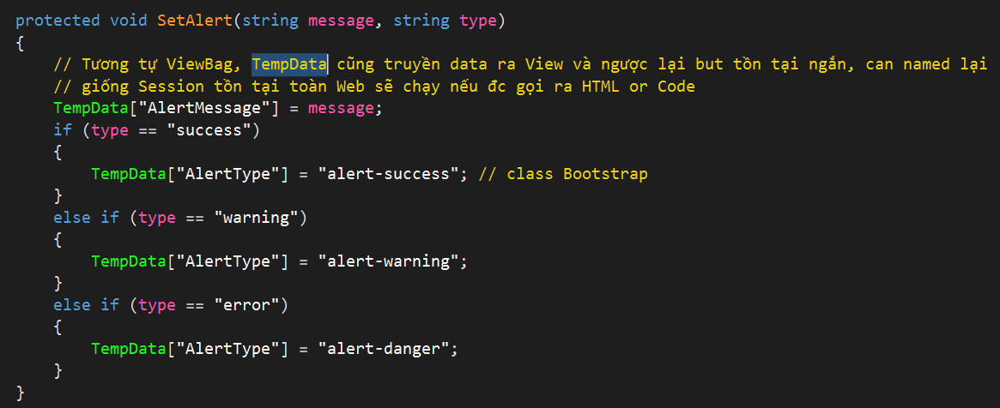 protected void SetAlert(string message, string type)
{
    // Tương tự ViewBag, TempData cũng truyền data ra View và ngược lại but tồn tại ngắn, can named lại
    // giống Session tồn tại toàn Web sẽ chạy nếu đc gọi ra HTML or Code
    TempData["AlertMessage"] = message;
    if (type == "success")
    {
        TempData["AlertType"] = "alert-success"; // class Bootstrap
    }
    else if (type == "warning")
    {
        TempData["AlertType"] = "alert-warning";
    }
    else if (type == "error")
    {
        TempData["AlertType"] = "alert-danger";
    }
}